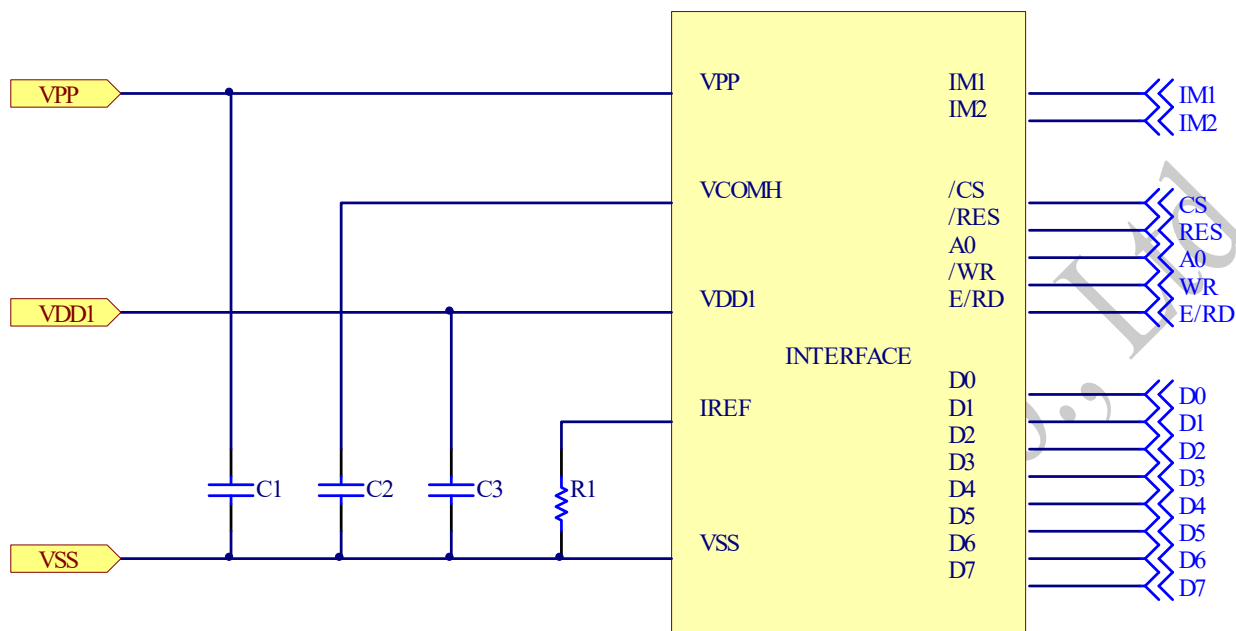 VPP
VDD1
VSS
C1
C2
C3
R1
VPP
VCOMH
VDD1
IREF
VSS
INTERFACE
IM1
IM2
/CS
/RES
A0
/WR
E/RD
D0
D1
D2
D3
D4
D5
D6
D7
IM1
IM2
CS
RES
A0
WR
E/RD
D0
D1
D2
D3
D4
D5
D6
D7
., Ltd